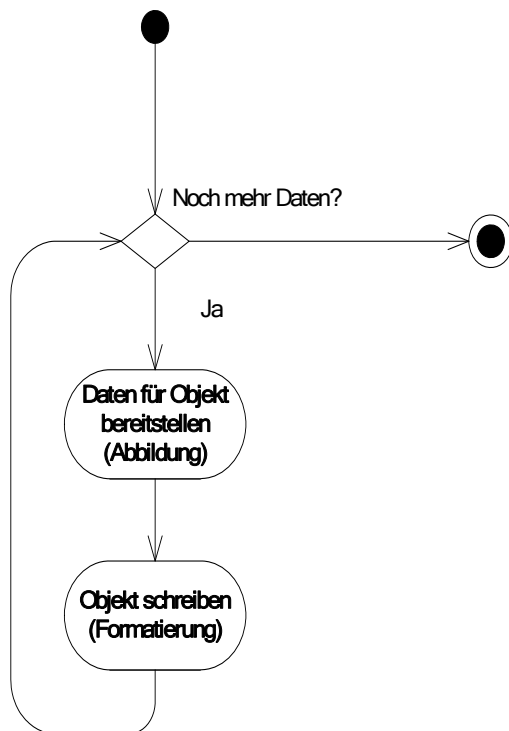 Noch mehr Daten?
Ja
Daten für Objekt
bereitstellen
(Abbildung)
Objekt schreiben
(Formatierung)